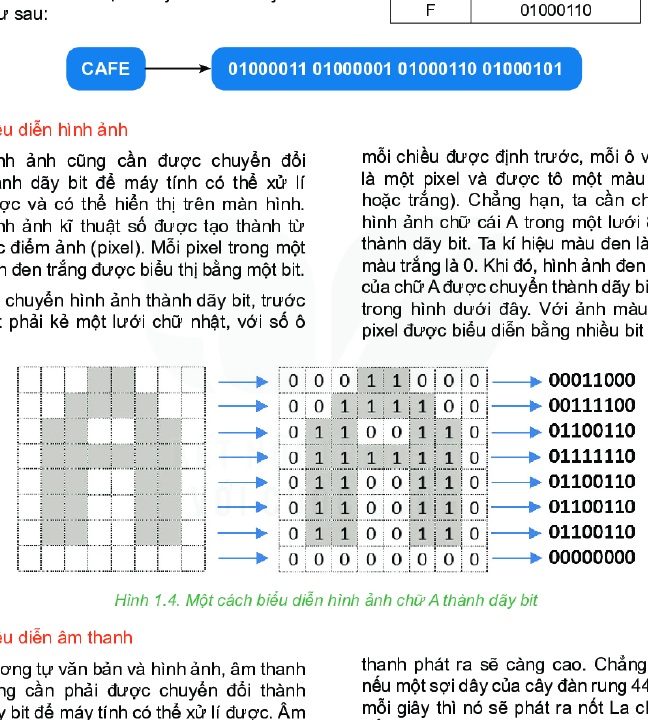 ư sau:
F 01000110
CAFE 01000011 01000001 01000110 01000101
ểu diễn hình ảnh
nh ảnh cũng cần được chuyển đổi
ành dãy bit để máy tính có thể xử lí
ợc và có thể hiển thị trên màn hình.
nh ảnh kĩ thuật số được tạo thành từ
c điểm ảnh (pixel). Mỗi pixel trong một
h đen trắng được biểu thị bằng một bit.
chuyển hình ảnh thành dãy bit, trước
t phải kẻ một lưới chữ nhật, với số ô
mỗi chiều được định trước, mỗi ô v
là một pixel và được tô một màu
hoặc trắng). Chẳng hạn, ta cần ch
hình ảnh chữ cái A trong một lưới 8
thành dãy bit. Ta kí hiệu màu đen là
màu trắng là 0. Khi đó, hình ảnh đen
của chữ A được chuyển thành dãy bi
trong hình dưới đây. Với ảnh màu
pixel được biểu diễn bằng nhiều bit
0 0 0 1 1 0 0 0 00011000
0 0 1 1 1 1 0 0 00111100
0 1 1 0 0 1 1 0 01100110
0 1 1 1 1 1 1 0 01111110
0 1 1 0 0 1 1 0 01100110
0 1 1 0 0 1 1 0 01100110
0 1 1 0 0 1 1 0 01100110
0 0 0 0 0 0 0 0 00000000
Hình 1.4. Một cách biểu diễn hình ảnh chữ A thành dãy bit
ểu diễn âm thanh
ơng tự văn bản và hình ảnh, âm thanh
ng cần phải được chuyển đổi thành
y bit để máy tính có thể xử lí được. Âm
thanh phát ra sẽ càng cao. Chẳng
nếu một sợi dây của cây đàn rung 44
mỗi giây thì nó sẽ phát ra nốt La ch